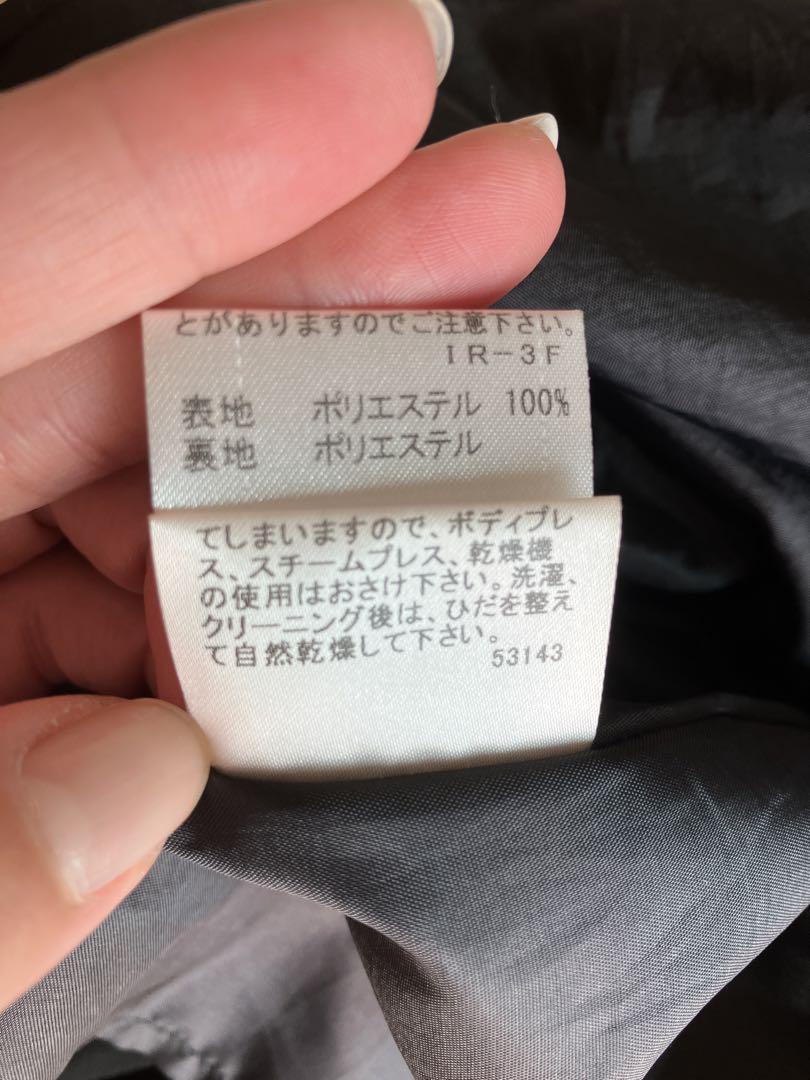 とがありますのでご注意下さい。
IR-3F
表地 ポリエステル 100%
裏地 ポリエステル
てしまいますので、ボディプレ
ス、スチームプレス、乾燥機
の使用はおさけ下さい。洗濯、
クリーニング後は、ひだを整え
て自然乾燥して下さい。
53143